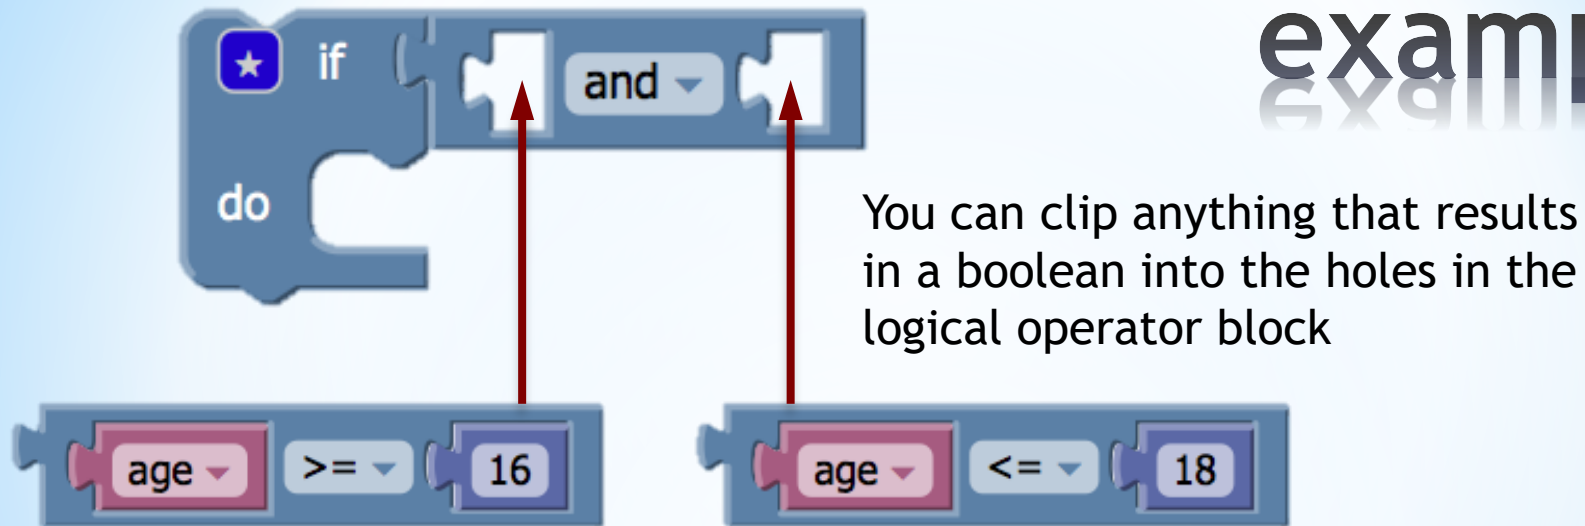 if and
do
You can clip anything that results
in a boolean into the holes in the
logical operator block
age >= 16
age <= 18